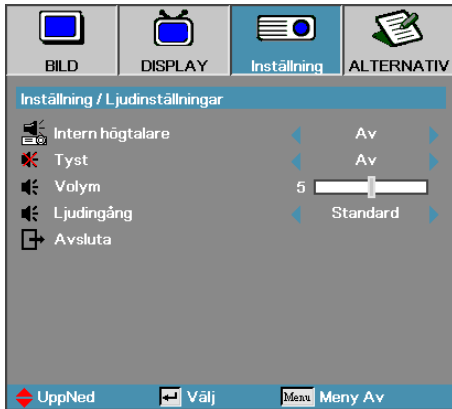 BILD DISPLAY Inställning ALTERNATIV
Inställning / Ljudinställningar
Intern högtalare Av
Tyst Av
Volym 5
Ljudingång Standard
Avsluta
UppNed Välj Menu Meny Av